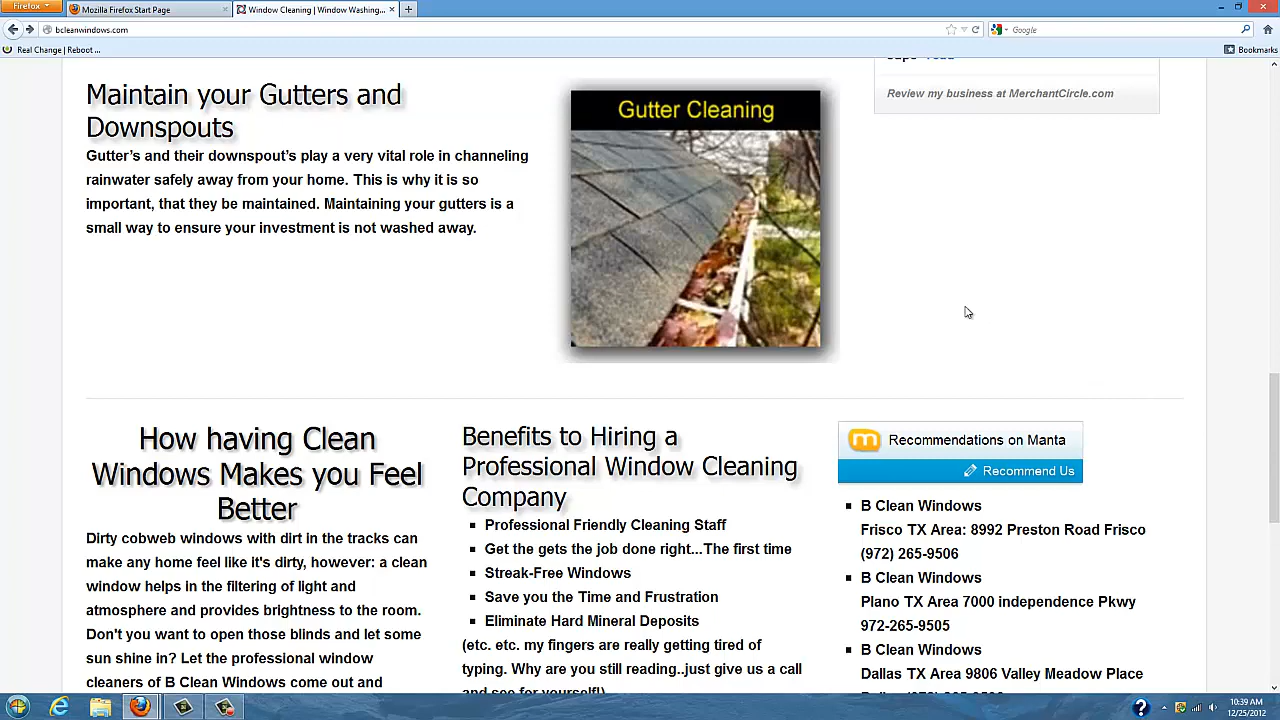 Firefox
Mozilla Firefox Start Page
Window Cleaning | Window Washing...
bcleanwindows.com
Google
Real Change | Reboot ...
Bookmarks
Maintain your Gutters and
Downspouts
Gutter's and their downspout's play a very vital role in channeling
rainwater safely away from your home. This is why it is so
important, that they be maintained. Maintaining your gutters is a
small way to ensure your investment is not washed away.
Gutter Cleaning
Review my business at MerchantCircle.com
How having Clean
Windows Makes you Feel
Better
Dirty cobweb windows with dirt in the tracks can
make any home feel like it's dirty, however: a clean
window helps in the filtering of light and
atmosphere and provides brightness to the room.
Don't you want to open those blinds and let some
sun shine in? Let the professional window
cleaners of B Clean Windows come out and
Benefits to Hiring a
Professional Window Cleaning
Company
Professional Friendly Cleaning Staff
Get the gets the job done right...The first time
Streak-Free Windows
Save you the Time and Frustration
Eliminate Hard Mineral Deposits
(etc. etc. my fingers are really getting tired of
typing. Why are you still reading..just give us a call
and see for yourself!)
m Recommendations on Manta
Recommend Us
B Clean Windows
Frisco TX Area: 8992 Preston Road Frisco
(972) 265-9506
B Clean Windows
Plano TX Area 7000 independence Pkwy
972-265-9505
B Clean Windows
Dallas TX Area 9806 Valley Meadow Place
10:39 AM
12/25/2012